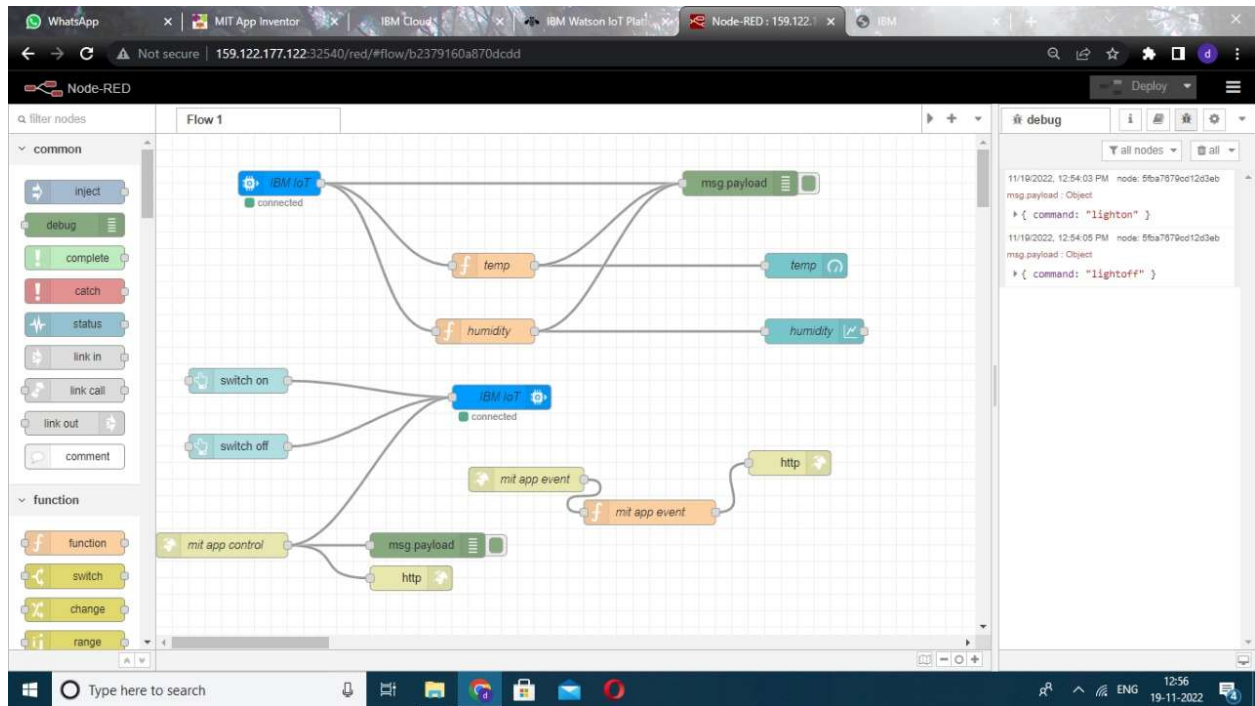 WhatsApp
MIT App Inventor
IBM Cloud
IBM Watson IoT Plat
Node-RED : 159.122.1
IBM
Not secure | 159.122.177.122:32540/red/#flow/b2379160a870dcdd
d
Node-RED
Deploy
filter nodes
Flow 1
debug
i
all nodes
all
common
inject
debug
complete
catch
status
link in
link call
link out
comment
function
function
switch
change
range
IBM IoT
connected
msg.payload
temp
temp
humidity
humidity
switch on
IBM IoT
connected
switch off
mit app event
http
mit app event
mit app control
msg.payload
http
11/19/2022, 12:54:03 PM node: 5fba7679cd12d3eb
msg.payload : Object
{ command: "lighton" }
11/19/2022, 12:54:05 PM node: 5fba7679cd12d3eb
msg.payload : Object
{ command: "lightoff" }
Type here to search
ENG
12:56
19-11-2022
4